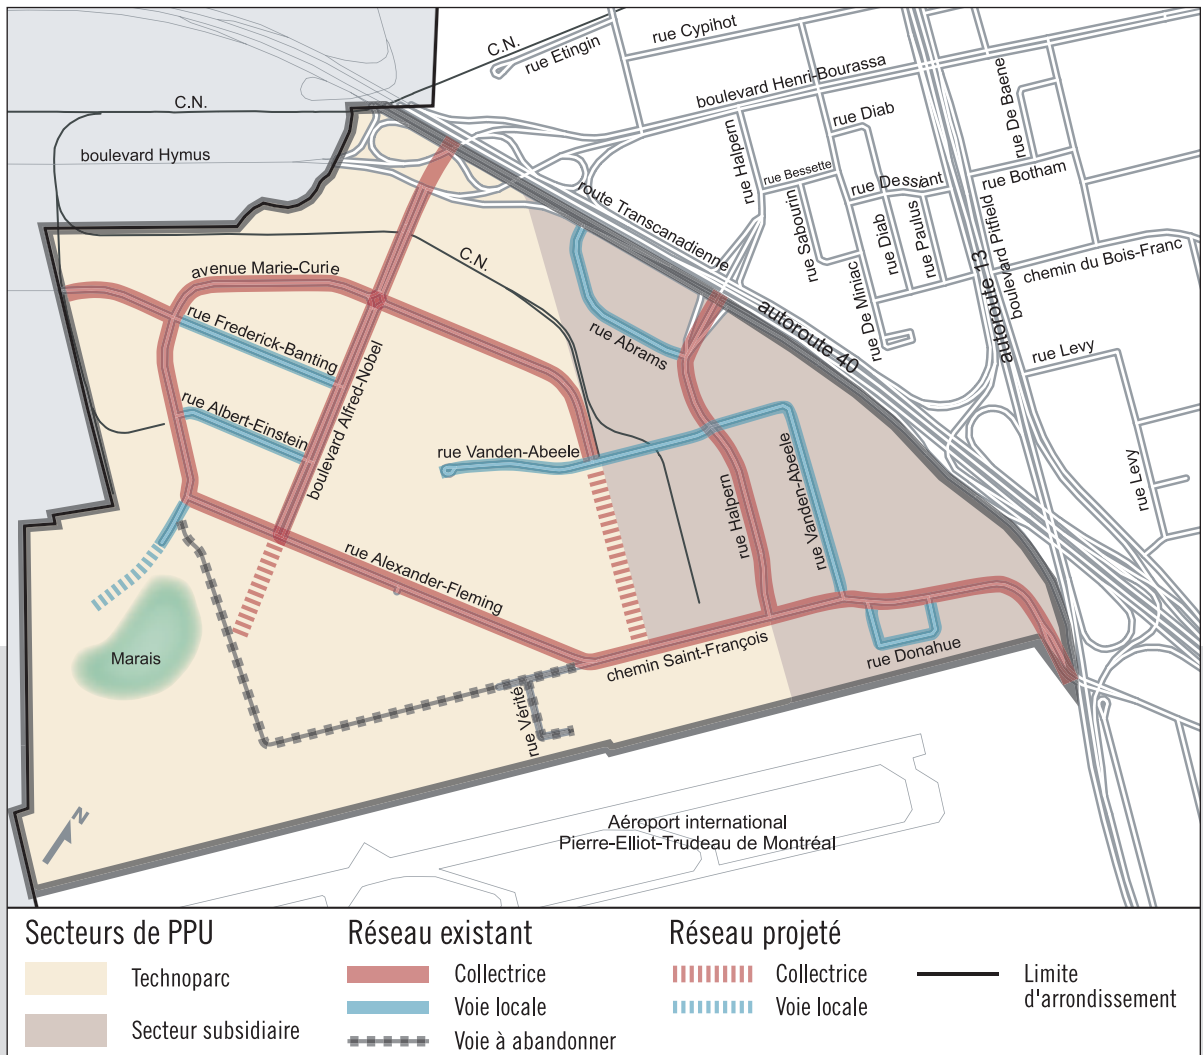 C.N.
rue Etingin
rue Cypihot
boulevard Henri-Bourassa
rue De Baene
C.N.
boulevard Hymus
rue Halpern
rue Diab
rue Bessette
rue Dessiant
rue Botham
route Transcanadienne
rue Sabourin
rue Diab
rue Paulus
boulevard Pitfield
chemin du Bois-Franc
C.N.
avenue Marie-Curie
rue De Miniac
autoroute 13
rue Frederick-Banting
rue Abrams
autoroute 40
rue Levy
boulevard Alfred-Nobel
rue Albert-Einstein
rue Vanden-Abeele
rue Halpern
rue Vanden-Abeele
rue Levy
rue Alexander-Fleming
Marais
chemin Saint-François
rue Donahue
rue Vérité
N
Aéroport international
Pierre-Elliot-Trudeau de Montréal
Secteurs de PPU
Technoparc
Secteur subsidiaire
Réseau existant
Collectrice
Voie locale
Voie à abandonner
Réseau projeté
Collectrice
Voie locale
Limite
d'arrondissement